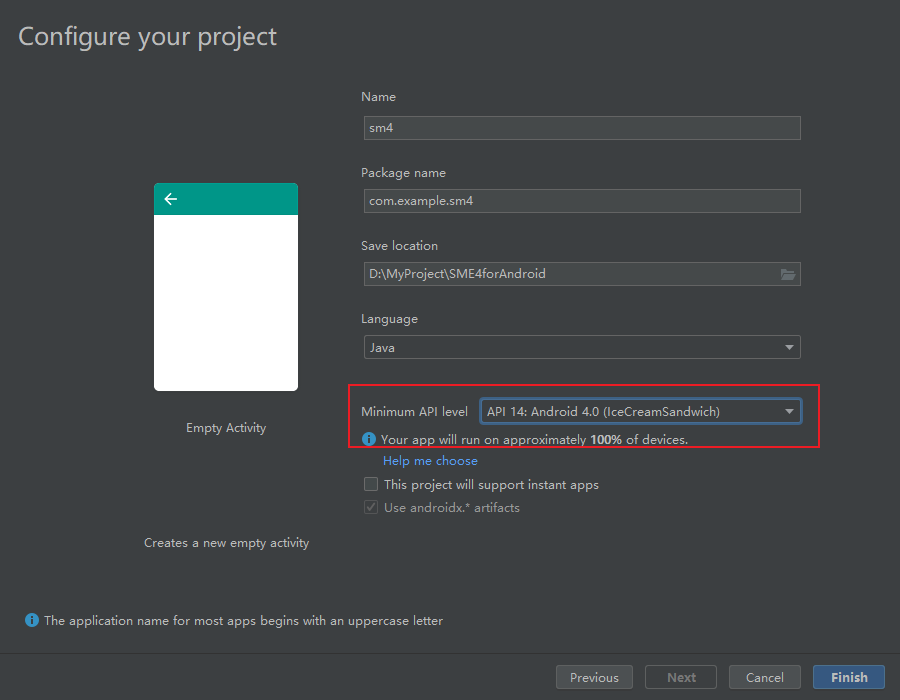 Configure your project
Name
sm4
Package name
com.example.sm4
Save location
D:\MyProject\SME4forAndroid
Language
Java
Minimum API level API 14: Android 4.0 (IceCreamSandwich)
Your app will run on approximately 100% of devices.
Help me choose
This project will support instant apps
Use androidx.* artifacts
Empty Activity
Creates a new empty activity
The application name for most apps begins with an uppercase letter
Previous Next Cancel Finish